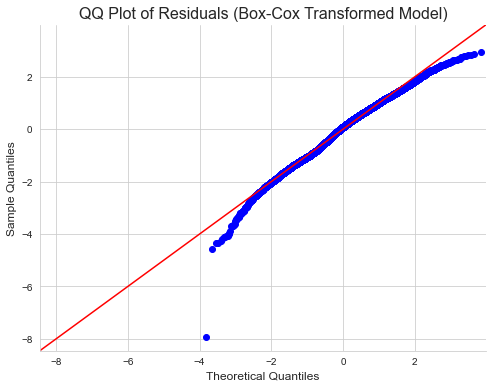 QQ Plot of Residuals (Box-Cox Transformed Model)
2
0
−2
−4
−6
−8
Sample Quantiles
−8 −6 −4 −2 0 2
Theoretical Quantiles